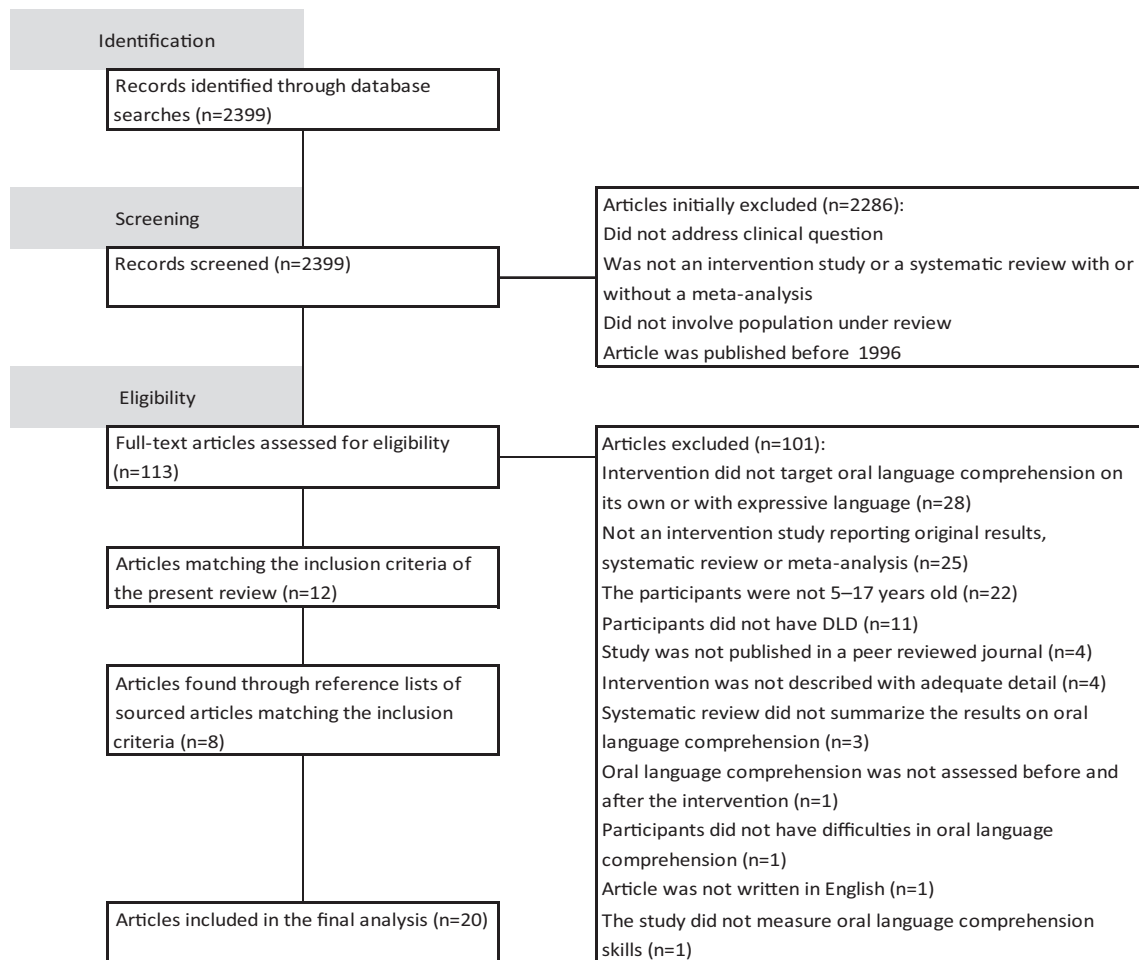 Identification
Records identified through database
searches (n=2399)
Screening
Records screened (n=2399)
Articles initially excluded (n=2286):
Did not address clinical question
Was not an intervention study or a systematic review with or
without a meta-analysis
Did not involve population under review
Article was published before 1996
Eligibility
Full-text articles assessed for eligibility
(n=113)
Articles matching the inclusion criteria of
the present review (n=12)
Articles found through reference lists of
sourced articles matching the inclusion
criteria (n=8)
Articles included in the final analysis (n=20)
Articles excluded (n=101):
Intervention did not target oral language comprehension on
its own or with expressive language (n=28)
Not an intervention study reporting original results,
systematic review or meta-analysis (n=25)
The participants were not 5–17 years old (n=22)
Participants did not have DLD (n=11)
Study was not published in a peer reviewed journal (n=4)
Intervention was not described with adequate detail (n=4)
Systematic review did not summarize the results on oral
language comprehension (n=3)
Oral language comprehension was not assessed before and
after the intervention (n=1)
Participants did not have difficulties in oral language
comprehension (n=1)
Article was not written in English (n=1)
The study did not measure oral language comprehension
skills (n=1)